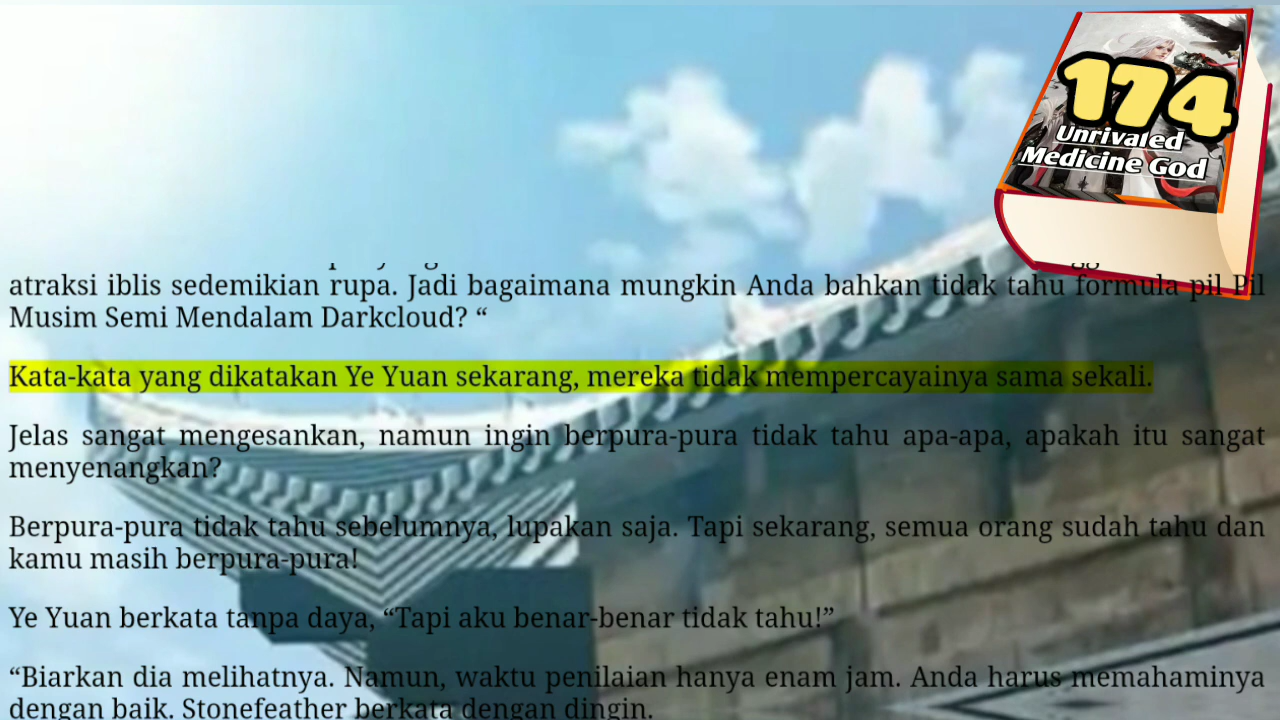 174
Unrivaled
Medicine God
atraksi iblis sedemikian rupa. Jadi bagaimana mungkin Anda bahkan tidak tahu formula pil Pil
Musim Semi Mendalam Darkcloud? “
Kata-kata yang dikatakan Ye Yuan sekarang, mereka tidak mempercayainya sama sekali.
Jelas sangat mengesankan, namun ingin berpura-pura tidak tahu apa-apa, apakah itu sangat
menyenangkan?
Berpura-pura tidak tahu sebelumnya, lupakan saja. Tapi sekarang, semua orang sudah tahu dan
kamu masih berpura-pura!
Ye Yuan berkata tanpa daya, “Tapi aku benar-benar tidak tahu!”
“Biarkan dia melihatnya. Namun, waktu penilaian hanya enam jam. Anda harus memahaminya
dengan baik. Stonefeather berkata dengan dingin.